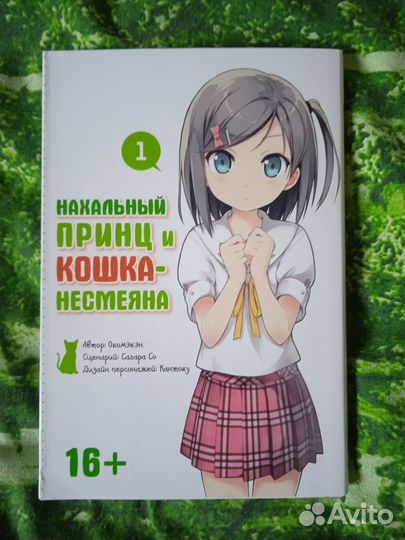 1
НАХАЛЬНЫЙ
ПРИНЦ и
КОШКА-
НЕСМЕЯНА
Автор: Окомэкэн
Сценарий: Сагара Со
Дизайн персонажей: Кантоку
16+
Avito